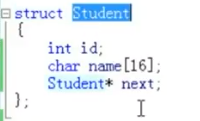 struct Student
{
int id;
char name[16];
Student* next;
};